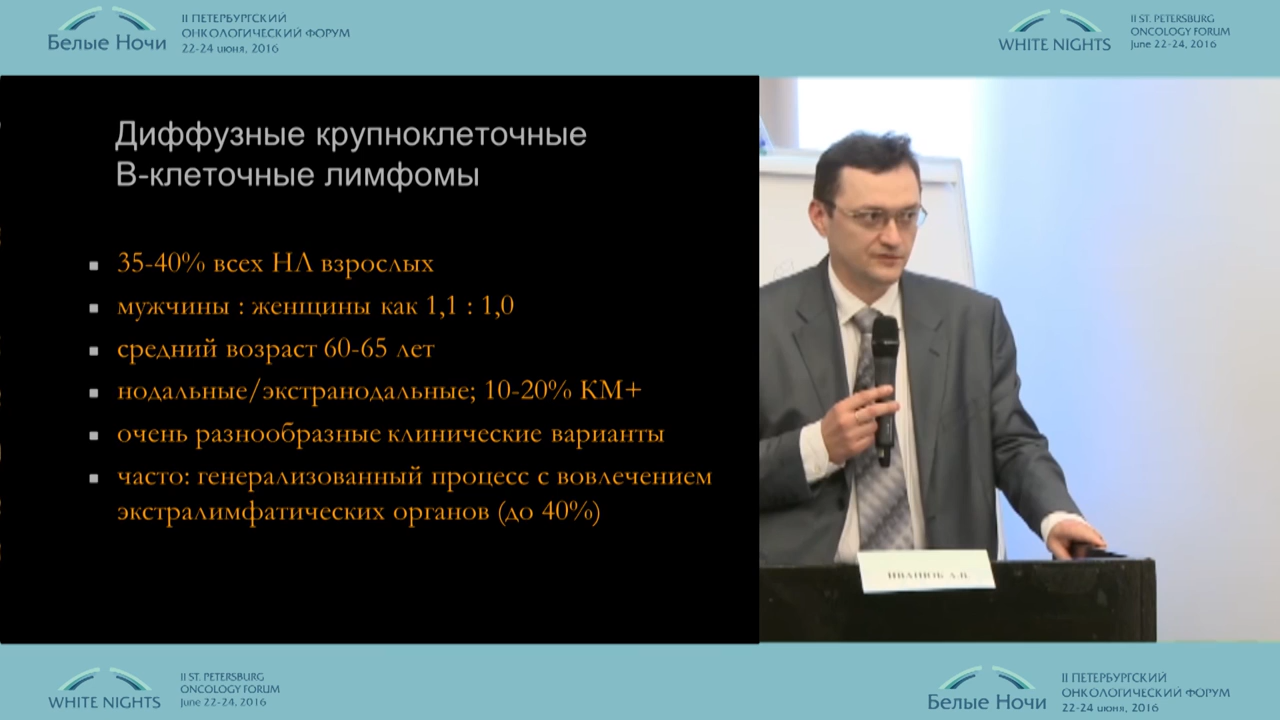 Белые Ночи
II ПЕТЕРБУРГСКИЙ
ОНКОЛОГИЧЕСКИЙ ФОРУМ
22-24 июня, 2016
WHITE NIGHTS
II ST. PETERSBURG
ONCOLOGY FORUM
June 22-24, 2016
Диффузные крупноклеточные
В-клеточные лимфомы
35-40% всех НЛ взрослых
мужчины : женщины как 1,1 : 1,0
средний возраст 60-65 лет
нодальные/экстранодальные; 10-20% КМ+
очень разнообразные клинические варианты
часто: генерализованный процесс с вовлечением
экстралимфатических органов (до 40%)
WHITE NIGHTS
II ST. PETERSBURG
ONCOLOGY FORUM
June 22-24, 2016
Белые Ночи
II ПЕТЕРБУРГСКИЙ
ОНКОЛОГИЧЕСКИЙ ФОРУМ
22-24 июня, 2016